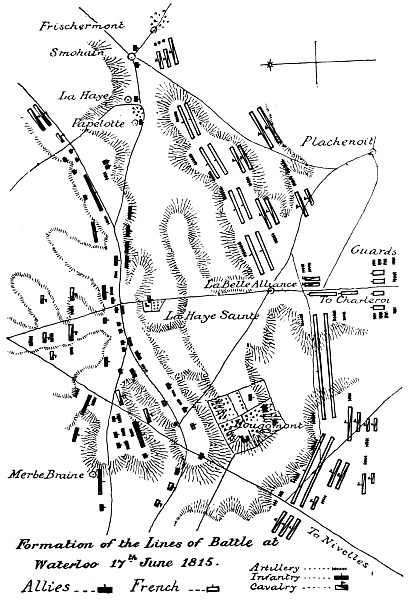 Frischermont
Smohain
La Haye
Papelotte
Plachenoit
Guards
La Belle Alliance
To Charleroi
La Haye Sainte
Hougomont
Merbe Braine
To Nivelles
Formation of the Lines of Battle at
Waterloo 17th June 1815.
Artillery
Infantry
Allies French Cavalry